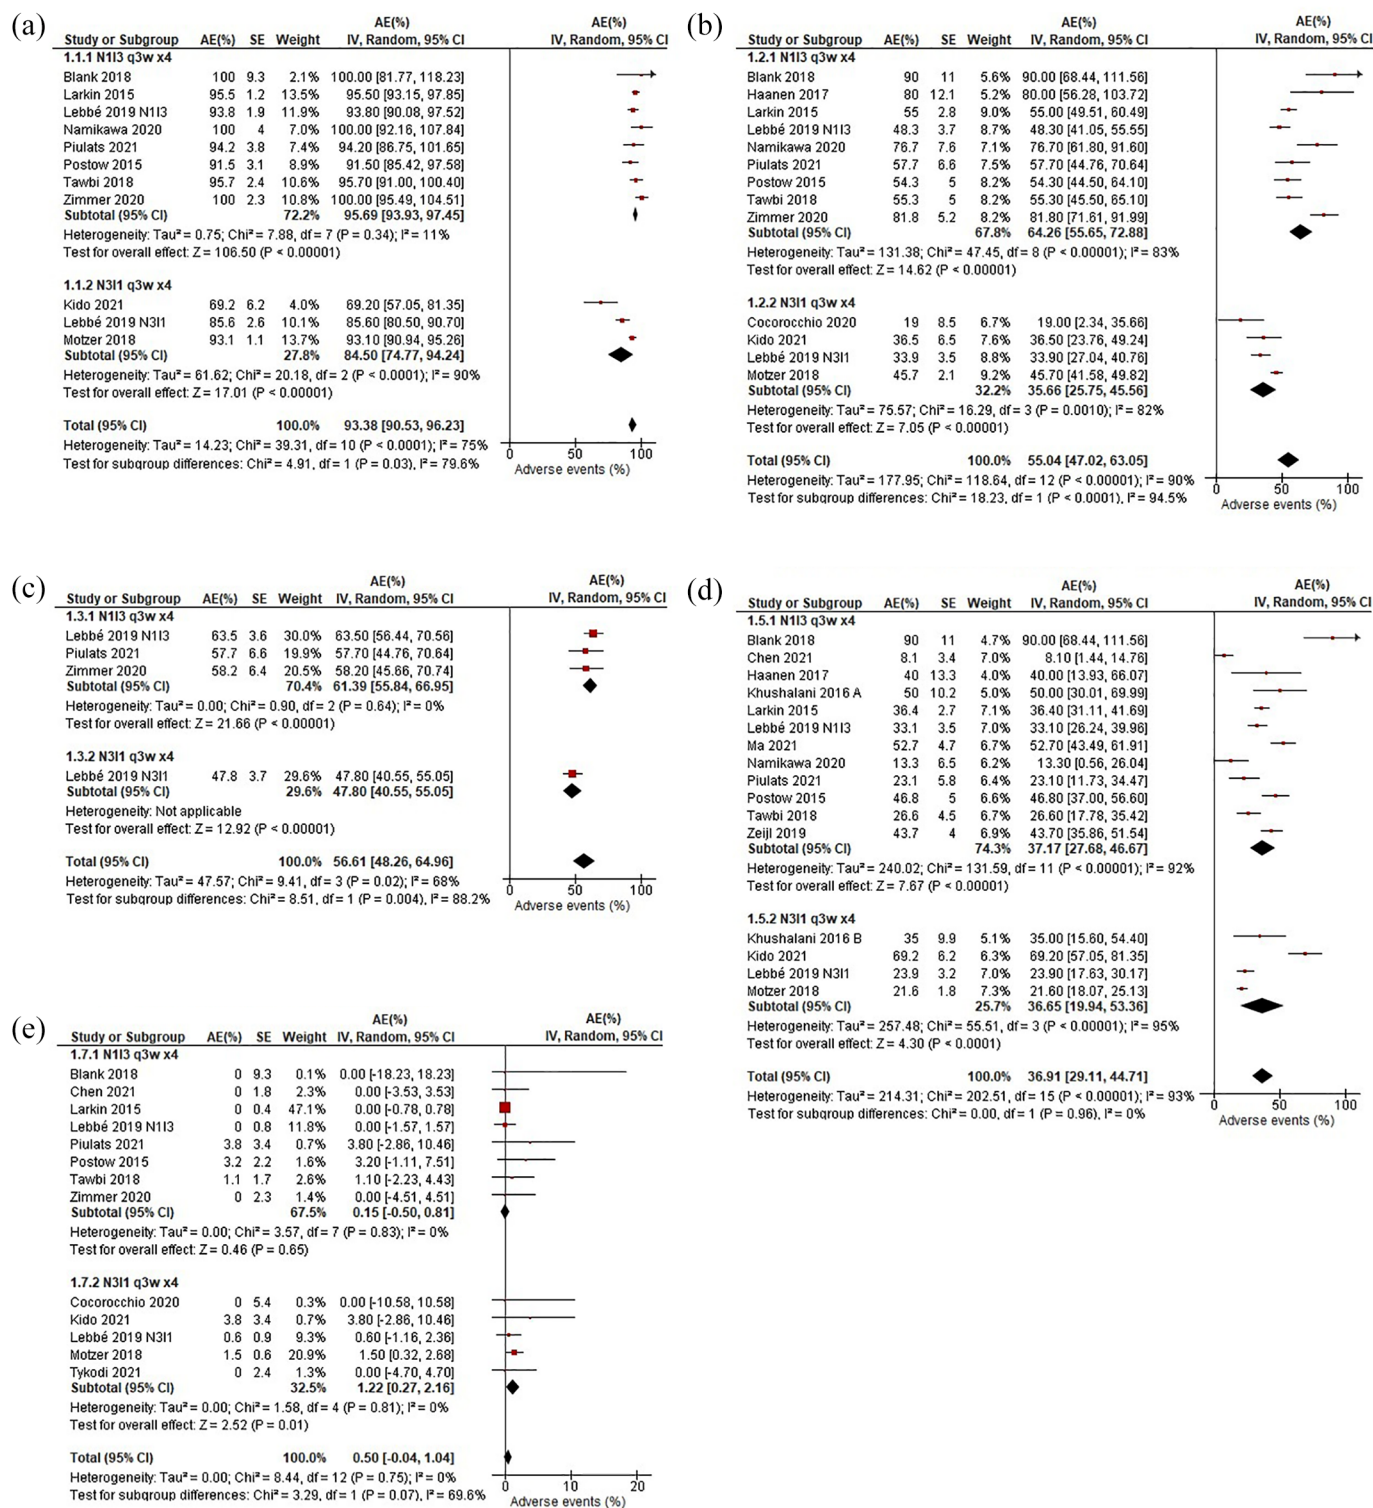 (a)
AE(%) AE(%)
Study or Subgroup AE(%) SE Weight IV, Random, 95% CI IV, Random, 95% CI
1.1.1 N1I3 q3w x4
Blank 2018 100 9.3 2.1% 100.00 [81.77, 118.23]
Larkin 2015 95.5 1.2 13.5% 95.50 [93.15, 97.85]
Lebbé 2019 N1I3 93.8 1.9 11.9% 93.80 [90.08, 97.52]
Namikawa 2020 100 4 7.0% 100.00 [92.16, 107.84]
Piulats 2021 94.2 3.8 7.4% 94.20 [86.75, 101.65]
Postow 2015 91.5 3.1 8.9% 91.50 [85.42, 97.58]
Tawbi 2018 95.7 2.4 10.6% 95.70 [91.00, 100.40]
Zimmer 2020 100 2.3 10.8% 100.00 [95.49, 104.51]
Subtotal (95% CI) 72.2% 95.69 [93.93, 97.45]
Heterogeneity: Tau² = 0.75; Chi² = 7.88, df = 7 (P = 0.34); I² = 11%
Test for overall effect: Z = 106.50 (P < 0.00001)
1.1.2 N3I1 q3w x4
Kido 2021 69.2 6.2 4.0% 69.20 [57.05, 81.35]
Lebbé 2019 N3I1 85.6 2.6 10.1% 85.60 [80.50, 90.70]
Motzer 2018 93.1 1.1 13.7% 93.10 [90.94, 95.26]
Subtotal (95% CI) 27.8% 84.50 [74.77, 94.24]
Heterogeneity: Tau² = 61.62; Chi² = 20.18, df = 2 (P < 0.0001); I² = 90%
Test for overall effect: Z = 17.01 (P < 0.00001)
Total (95% CI) 100.0% 93.38 [90.53, 96.23]
Heterogeneity: Tau² = 14.23; Chi² = 39.31, df = 10 (P < 0.0001); I² = 75%
Test for subgroup differences: Chi² = 4.91, df = 1 (P = 0.03), I² = 79.6%
0 50 100
Adverse events (%)
(b)
AE(%) AE(%)
Study or Subgroup AE(%) SE Weight IV, Random, 95% CI IV, Random, 95% CI
1.2.1 N1I3 q3w x4
Blank 2018 90 11 5.6% 90.00 [68.44, 111.56]
Haanen 2017 80 12.1 5.2% 80.00 [56.28, 103.72]
Larkin 2015 55 2.8 9.0% 55.00 [49.51, 60.49]
Lebbé 2019 N1I3 48.3 3.7 8.7% 48.30 [41.05, 55.55]
Namikawa 2020 76.7 7.6 7.1% 76.70 [61.80, 91.60]
Piulats 2021 57.7 6.6 7.5% 57.70 [44.76, 70.64]
Postow 2015 54.3 5 8.2% 54.30 [44.50, 64.10]
Tawbi 2018 55.3 5 8.2% 55.30 [45.50, 65.10]
Zimmer 2020 81.8 5.2 8.2% 81.80 [71.61, 91.99]
Subtotal (95% CI) 67.8% 64.26 [55.65, 72.88]
Heterogeneity: Tau² = 131.38; Chi² = 47.45, df = 8 (P < 0.00001); I² = 83%
Test for overall effect: Z = 14.62 (P < 0.00001)
1.2.2 N3I1 q3w x4
Cocorocchio 2020 19 8.5 6.7% 19.00 [2.34, 35.66]
Kido 2021 36.5 6.5 7.6% 36.50 [23.76, 49.24]
Lebbé 2019 N3I1 33.9 3.5 8.8% 33.90 [27.04, 40.76]
Motzer 2018 45.7 2.1 9.2% 45.70 [41.58, 49.82]
Subtotal (95% CI) 32.2% 35.66 [25.75, 45.56]
Heterogeneity: Tau² = 75.57; Chi² = 16.29, df = 3 (P = 0.0010); I² = 82%
Test for overall effect: Z = 7.05 (P < 0.00001)
Total (95% CI) 100.0% 55.04 [47.02, 63.05]
Heterogeneity: Tau² = 177.95; Chi² = 118.64, df = 12 (P < 0.00001); I² = 90%
Test for subgroup differences: Chi² = 18.23, df = 1 (P < 0.0001), I² = 94.5%
0 50 100
Adverse events (%)
(c)
AE(%) AE(%)
Study or Subgroup AE(%) SE Weight IV, Random, 95% CI IV, Random, 95% CI
1.3.1 N1I3 q3w x4
Lebbé 2019 N1I3 63.5 3.6 30.0% 63.50 [56.44, 70.56]
Piulats 2021 57.7 6.6 19.9% 57.70 [44.76, 70.64]
Zimmer 2020 58.2 6.4 20.5% 58.20 [45.66, 70.74]
Subtotal (95% CI) 70.4% 61.39 [55.84, 66.95]
Heterogeneity: Tau² = 0.00; Chi² = 0.90, df = 2 (P = 0.64); I² = 0%
Test for overall effect: Z = 21.66 (P < 0.00001)
1.3.2 N3I1 q3w x4
Lebbé 2019 N3I1 47.8 3.7 29.6% 47.80 [40.55, 55.05]
Subtotal (95% CI) 29.6% 47.80 [40.55, 55.05]
Heterogeneity: Not applicable
Test for overall effect: Z = 12.92 (P < 0.00001)
Total (95% CI) 100.0% 56.61 [48.26, 64.96]
Heterogeneity: Tau² = 47.57; Chi² = 9.41, df = 3 (P = 0.02); I² = 68%
Test for subgroup differences: Chi² = 8.51, df = 1 (P = 0.004), I² = 88.2%
0 50 100
Adverse events (%)
(d)
AE(%) AE(%)
Study or Subgroup AE(%) SE Weight IV, Random, 95% CI IV, Random, 95% CI
1.5.1 N1I3 q3w x4
Blank 2018 90 11 4.7% 90.00 [68.44, 111.56]
Chen 2021 8.1 3.4 7.0% 8.10 [1.44, 14.76]
Haanen 2017 40 13.3 4.0% 40.00 [13.93, 66.07]
Khushalani 2016 A 50 10.2 5.0% 50.00 [30.01, 69.99]
Larkin 2015 36.4 2.7 7.1% 36.40 [31.11, 41.69]
Lebbé 2019 N1I3 33.1 3.5 7.0% 33.10 [26.24, 39.96]
Ma 2021 52.7 4.7 6.7% 52.70 [43.49, 61.91]
Namikawa 2020 13.3 6.5 6.2% 13.30 [0.56, 26.04]
Piulats 2021 23.1 5.8 6.4% 23.10 [11.73, 34.47]
Postow 2015 46.8 5 6.6% 46.80 [37.00, 56.60]
Tawbi 2018 26.6 4.5 6.7% 26.60 [17.78, 35.42]
Zeijl 2019 43.7 4 6.9% 43.70 [35.86, 51.54]
Subtotal (95% CI) 74.3% 37.17 [27.68, 46.67]
Heterogeneity: Tau² = 240.02; Chi² = 131.59, df = 11 (P < 0.00001); I² = 92%
Test for overall effect: Z = 7.67 (P < 0.00001)
1.5.2 N3I1 q3w x4
Khushalani 2016 B 35 9.9 5.1% 35.00 [15.60, 54.40]
Kido 2021 69.2 6.2 6.3% 69.20 [57.05, 81.35]
Lebbé 2019 N3I1 23.9 3.2 7.0% 23.90 [17.63, 30.17]
Motzer 2018 21.6 1.8 7.3% 21.60 [18.07, 25.13]
Subtotal (95% CI) 25.7% 36.65 [19.94, 53.36]
Heterogeneity: Tau² = 257.48; Chi² = 55.51, df = 3 (P < 0.00001); I² = 95%
Test for overall effect: Z = 4.30 (P < 0.0001)
Total (95% CI) 100.0% 36.91 [29.11, 44.71]
Heterogeneity: Tau² = 214.31; Chi² = 202.51, df = 15 (P < 0.00001); I² = 93%
Test for subgroup differences: Chi² = 0.00, df = 1 (P = 0.96), I² = 0%
0 50 100
Adverse events (%)
(e)
AE(%) AE(%)
Study or Subgroup AE(%) SE Weight IV, Random, 95% CI IV, Random, 95% CI
1.7.1 N1I3 q3w x4
Blank 2018 0 9.3 0.1% 0.00 [-18.23, 18.23]
Chen 2021 0 1.8 2.3% 0.00 [-3.53, 3.53]
Larkin 2015 0 0.4 47.1% 0.00 [-0.78, 0.78]
Lebbé 2019 N1I3 0 0.8 11.8% 0.00 [-1.57, 1.57]
Piulats 2021 3.8 3.4 0.7% 3.80 [-2.86, 10.46]
Postow 2015 3.2 2.2 1.6% 3.20 [-1.11, 7.51]
Tawbi 2018 1.1 1.7 2.6% 1.10 [-2.23, 4.43]
Zimmer 2020 0 2.3 1.4% 0.00 [-4.51, 4.51]
Subtotal (95% CI) 67.5% 0.15 [-0.50, 0.81]
Heterogeneity: Tau² = 0.00; Chi² = 3.57, df = 7 (P = 0.83); I² = 0%
Test for overall effect: Z = 0.46 (P = 0.65)
1.7.2 N3I1 q3w x4
Cocorocchio 2020 0 5.4 0.3% 0.00 [-10.58, 10.58]
Kido 2021 3.8 3.4 0.7% 3.80 [-2.86, 10.46]
Lebbé 2019 N3I1 0.6 0.9 9.3% 0.60 [-1.16, 2.36]
Motzer 2018 1.5 0.6 20.9% 1.50 [0.32, 2.68]
Tykodi 2021 0 2.4 1.3% 0.00 [-4.70, 4.70]
Subtotal (95% CI) 32.5% 1.22 [0.27, 2.16]
Heterogeneity: Tau² = 0.00; Chi² = 1.58, df = 4 (P = 0.81); I² = 0%
Test for overall effect: Z = 2.52 (P = 0.01)
Total (95% CI) 100.0% 0.50 [-0.04, 1.04]
Heterogeneity: Tau² = 0.00; Chi² = 8.44, df = 12 (P = 0.75); I² = 0%
Test for subgroup differences: Chi² = 3.29, df = 1 (P = 0.07), I² = 69.6%
0 10 20
Adverse events (%)